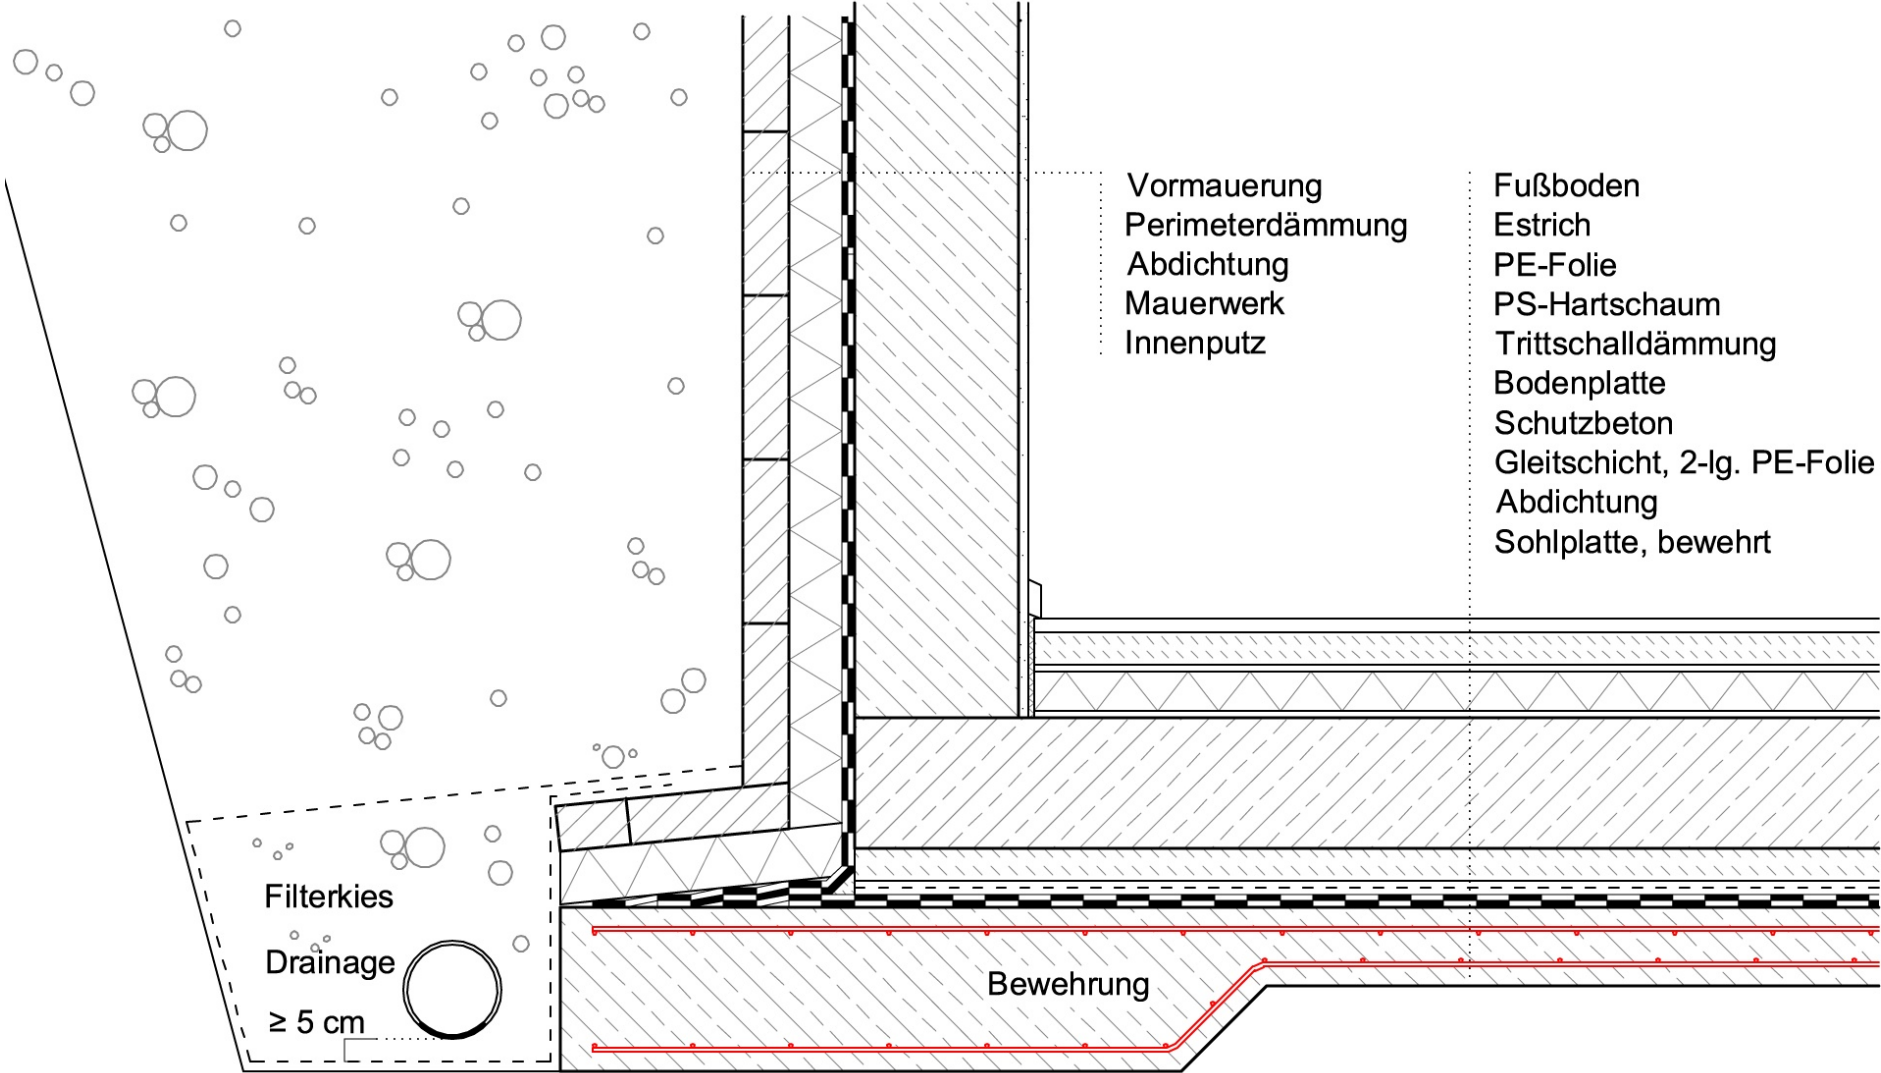 Vormauerung
Perimeterdämmung
Abdichtung
Mauerwerk
Innenputz
Fußboden
Estrich
PE-Folie
PS-Hartschaum
Trittschalldämmung
Bodenplatte
Schutzbeton
Gleitschicht, 2-lg. PE-Folie
Abdichtung
Sohlplatte, bewehrt
Filterkies
Drainage
≥ 5 cm
Bewehrung